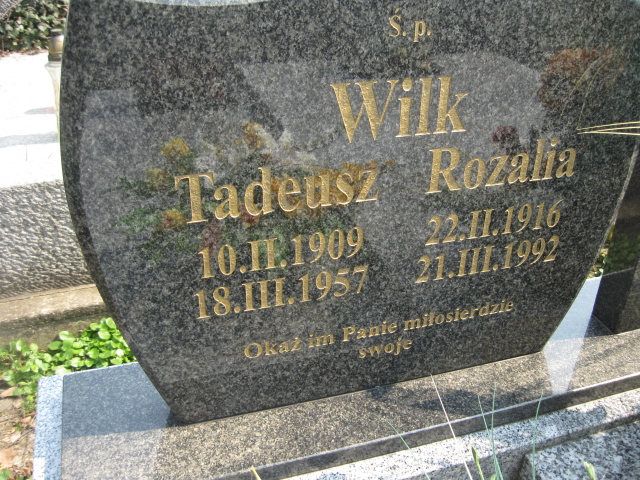 Ś. p.
Wilk
Tadeusz Rozalia
10.II.1909 22.II.1916
18.III.1957 21.III.1992
Okaż im Panie miłosierdzie
swoje